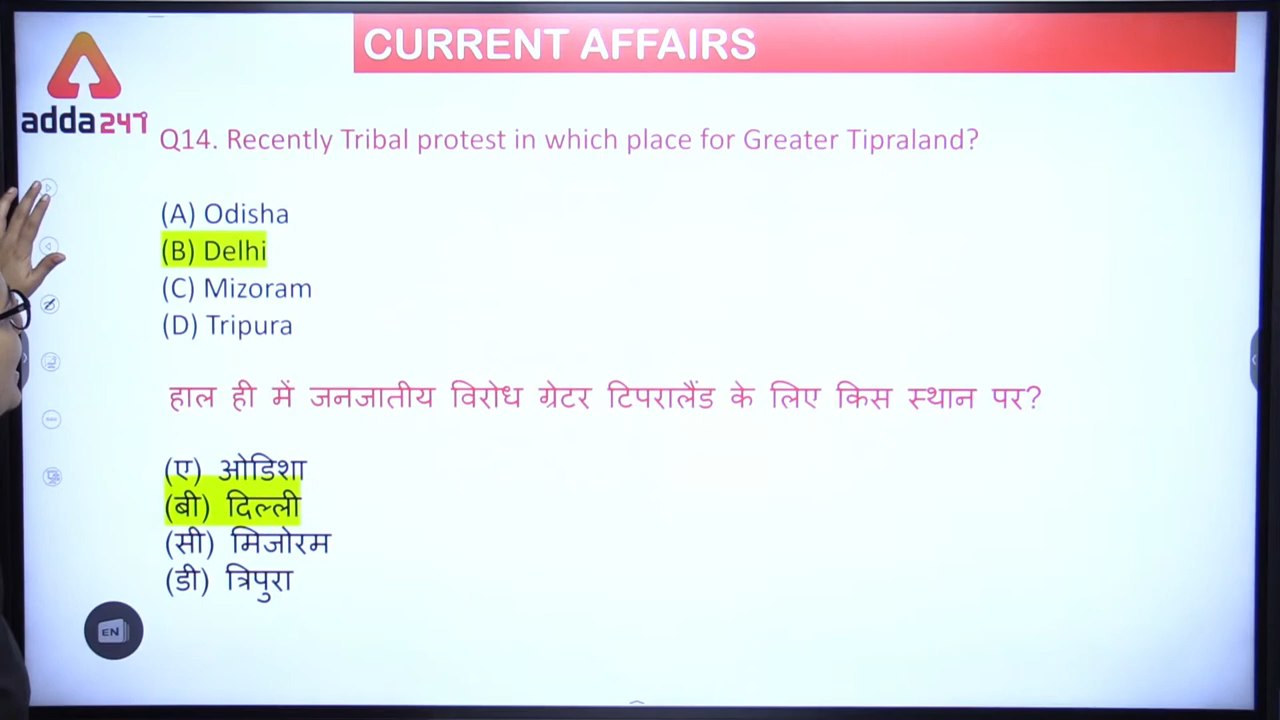 CURRENT AFFAIRS
adda247
Q14. Recently Tribal protest in which place for Greater Tipraland?
(A) Odisha
(B) Delhi
(C) Mizoram
(D) Tripura
हाल ही में जनजातीय विरोध ग्रेटर टिपरालैंड के लिए किस स्थान पर?
(ए) ओडिशा
(बी) दिल्ली
(सी) मिजोरम
(डी) त्रिपुरा
EN